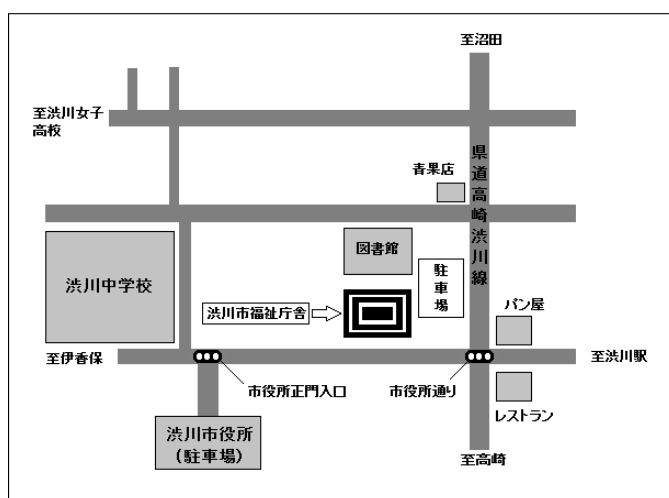 至沼田
至渋川女子
高校
県道高崎渋川線
青果店
図書館
駐車場
渋川中学校
渋川市福祉庁舎
パン屋
至伊香保
至渋川駅
市役所正門入口
市役所通り
レストラン
渋川市役所
(駐車場)
至高崎